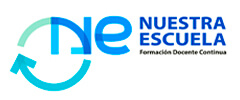 ne
NUESTRA
ESCUELA
Formación Docente Continua